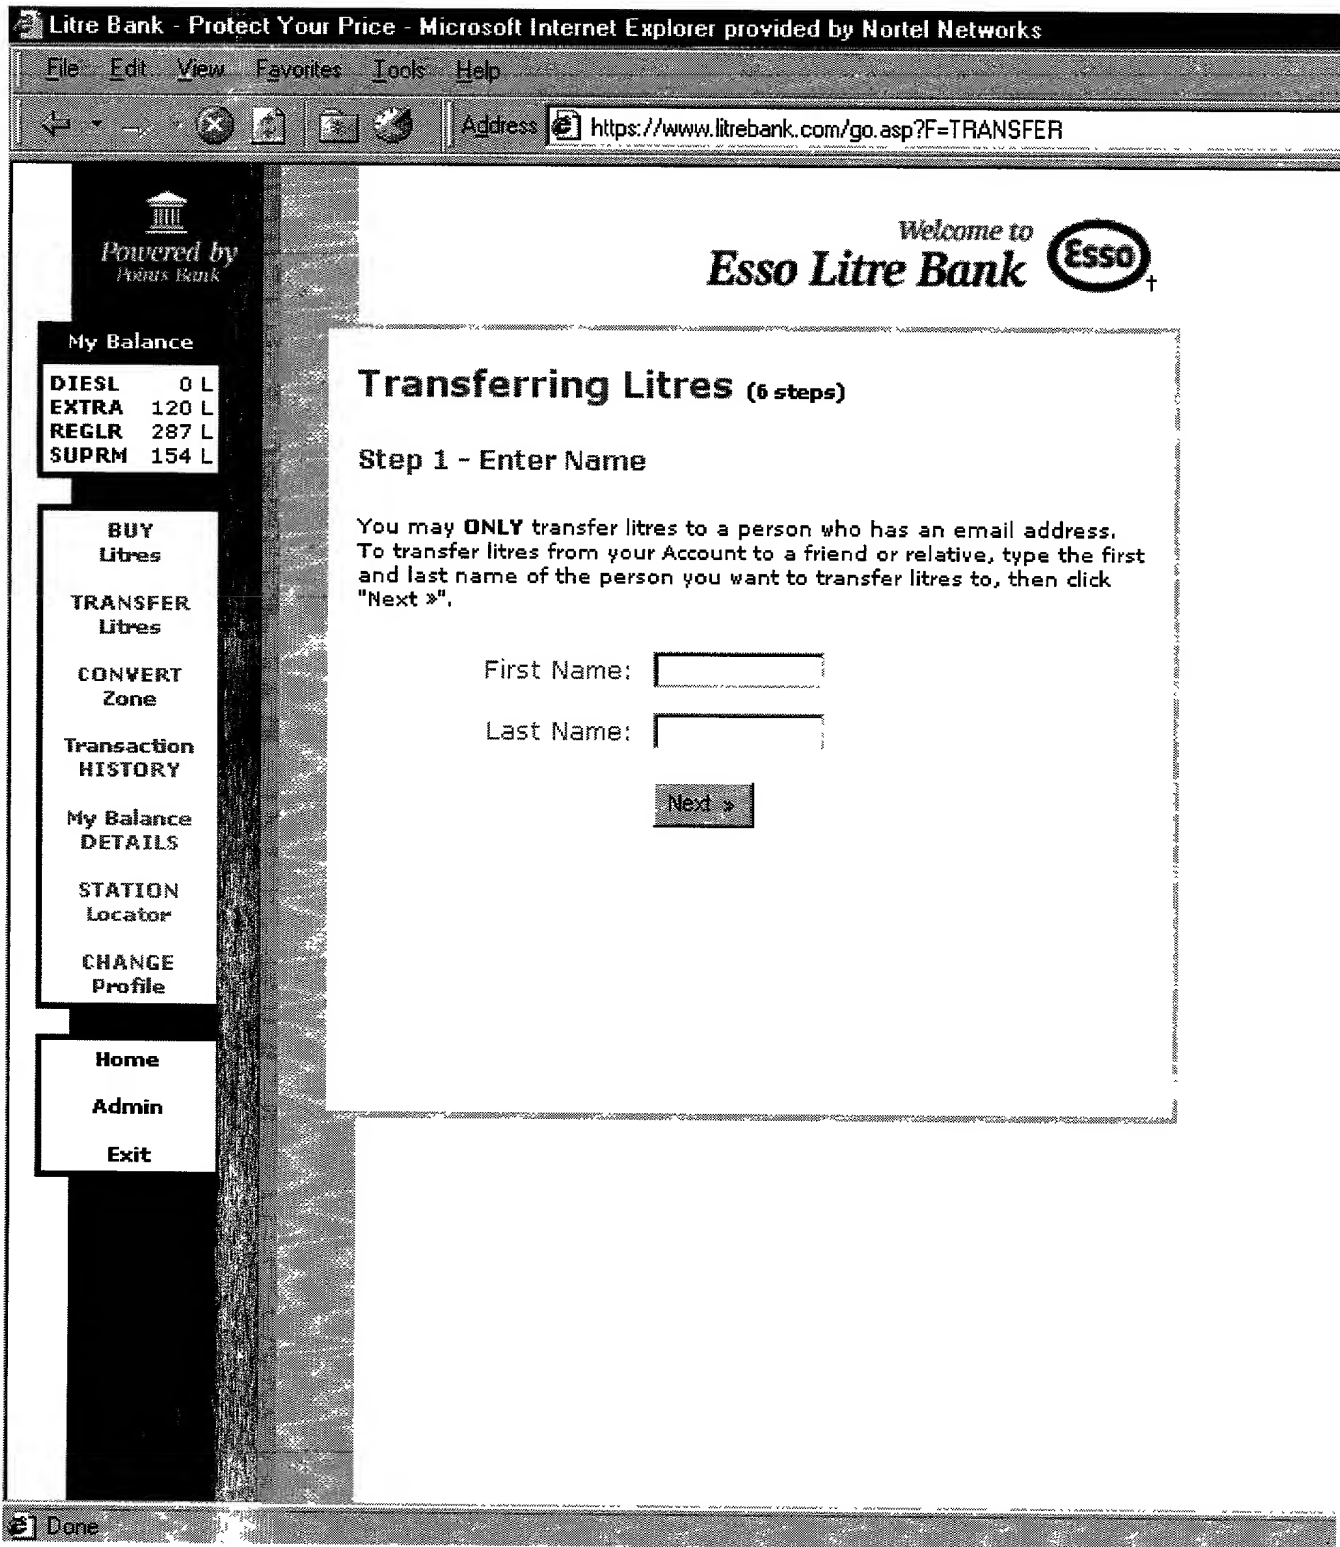 Litre Bank - Protect Your Price - Microsoft Internet Explorer provided by Nortel Networks
File Edit View Favorites Tools Help
Address https://www.litrebank.com/go.asp?F=TRANSFER
Powered by
Points Bank
Welcome to
Esso Litre Bank
Esso †
My Balance
DIESL 0 L
EXTRA 120 L
REGLR 287 L
SUPRM 154 L
BUY
Litres
TRANSFER
Litres
CONVERT
Zone
Transaction
HISTORY
My Balance
DETAILS
STATION
Locator
CHANGE
Profile
Home
Admin
Exit
Transferring Litres (6 steps)
Step 1 - Enter Name
You may ONLY transfer litres to a person who has an email address.
To transfer litres from your Account to a friend or relative, type the first
and last name of the person you want to transfer litres to, then click
"Next »".
First Name:
Last Name:
Next »
Done